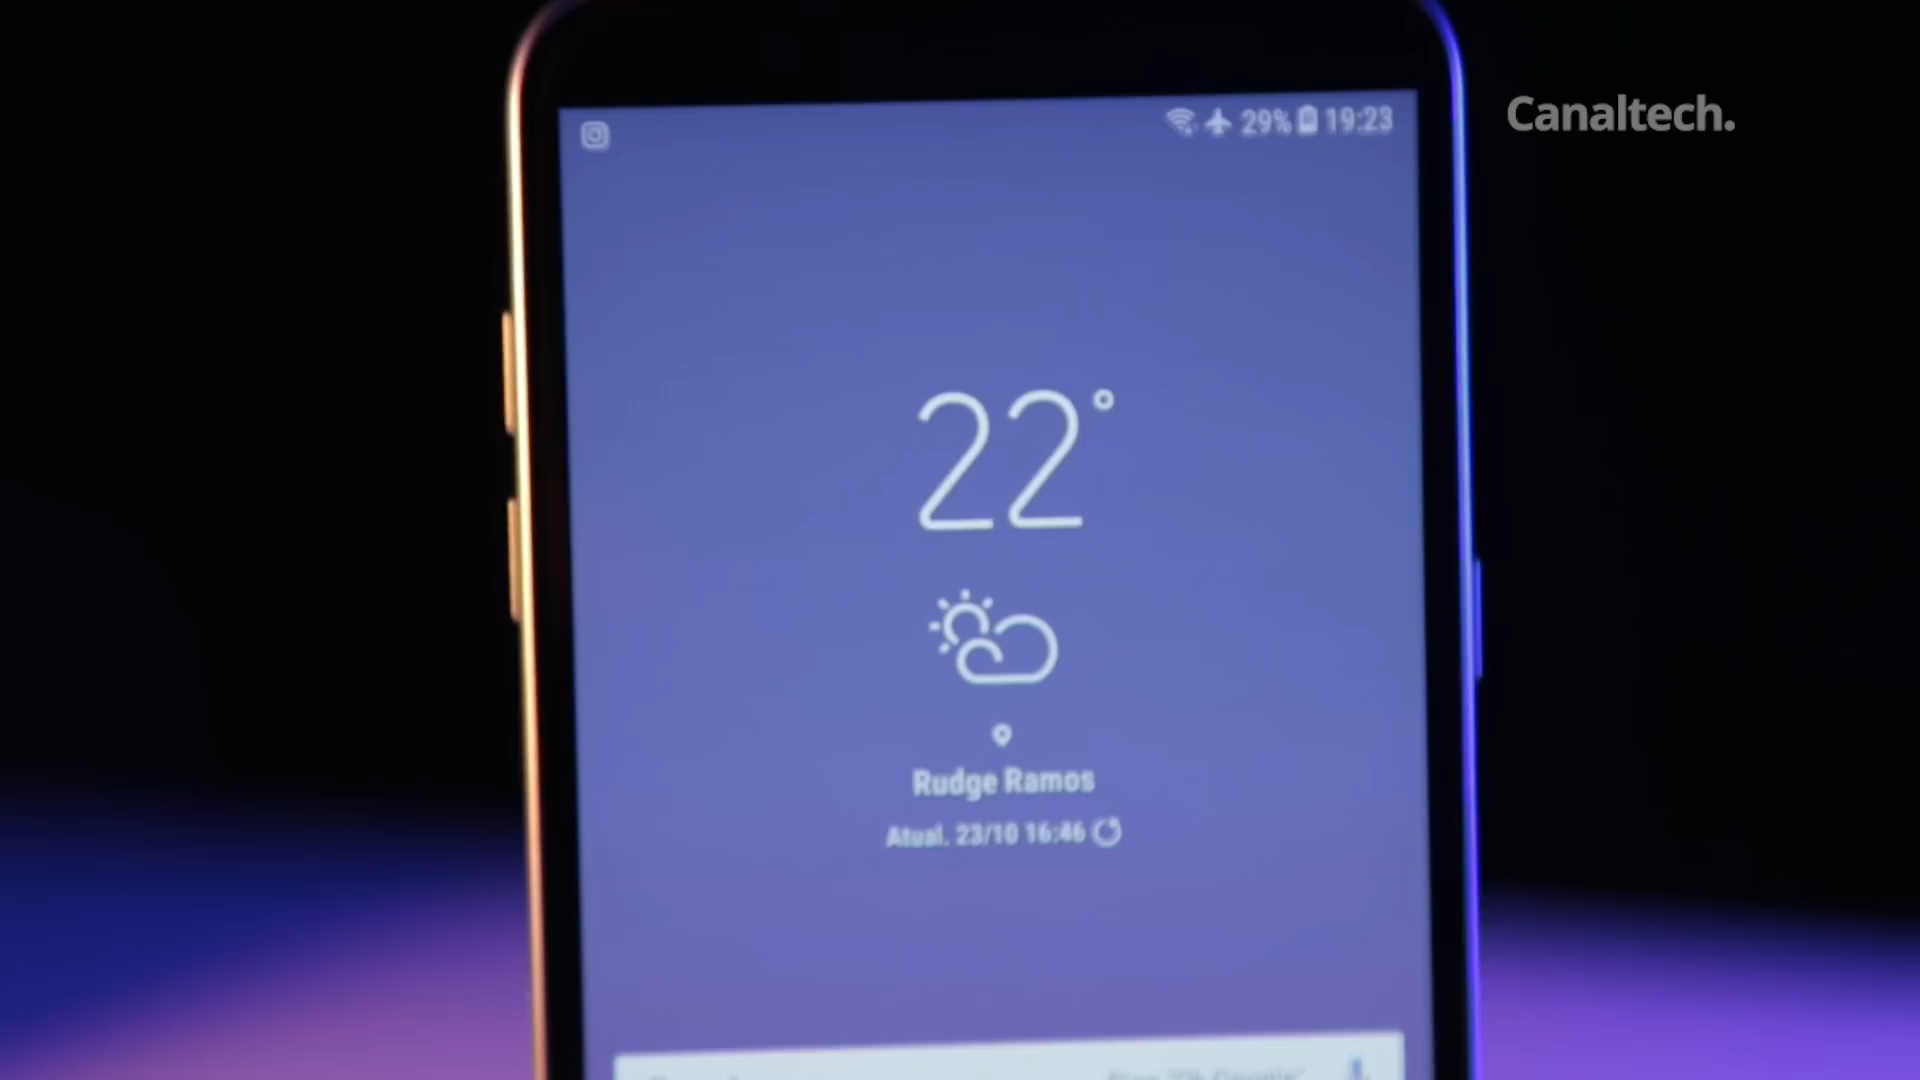 Canaltech.
29% 19:23
22°
Rudge Ramos
Atual. 23/10 16:46